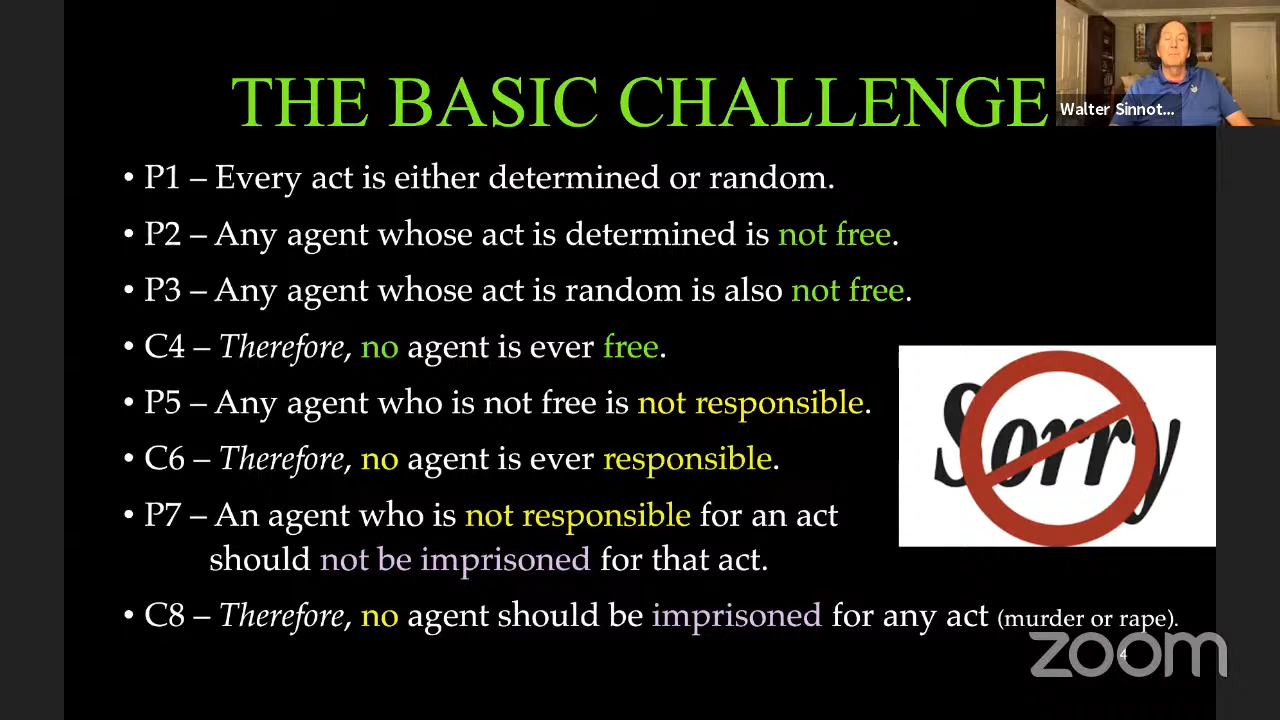 THE BASIC CHALLENGE
Walter Sinnot...
• P1 – Every act is either determined or random.
• P2 – Any agent whose act is determined is not free.
• P3 – Any agent whose act is random is also not free.
• C4 – Therefore, no agent is ever free.
• P5 – Any agent who is not free is not responsible.
• C6 – Therefore, no agent is ever responsible.
• P7 – An agent who is not responsible for an act
should not be imprisoned for that act.
• C8 – Therefore, no agent should be imprisoned for any act (murder or rape).
Sorry
4
zoom